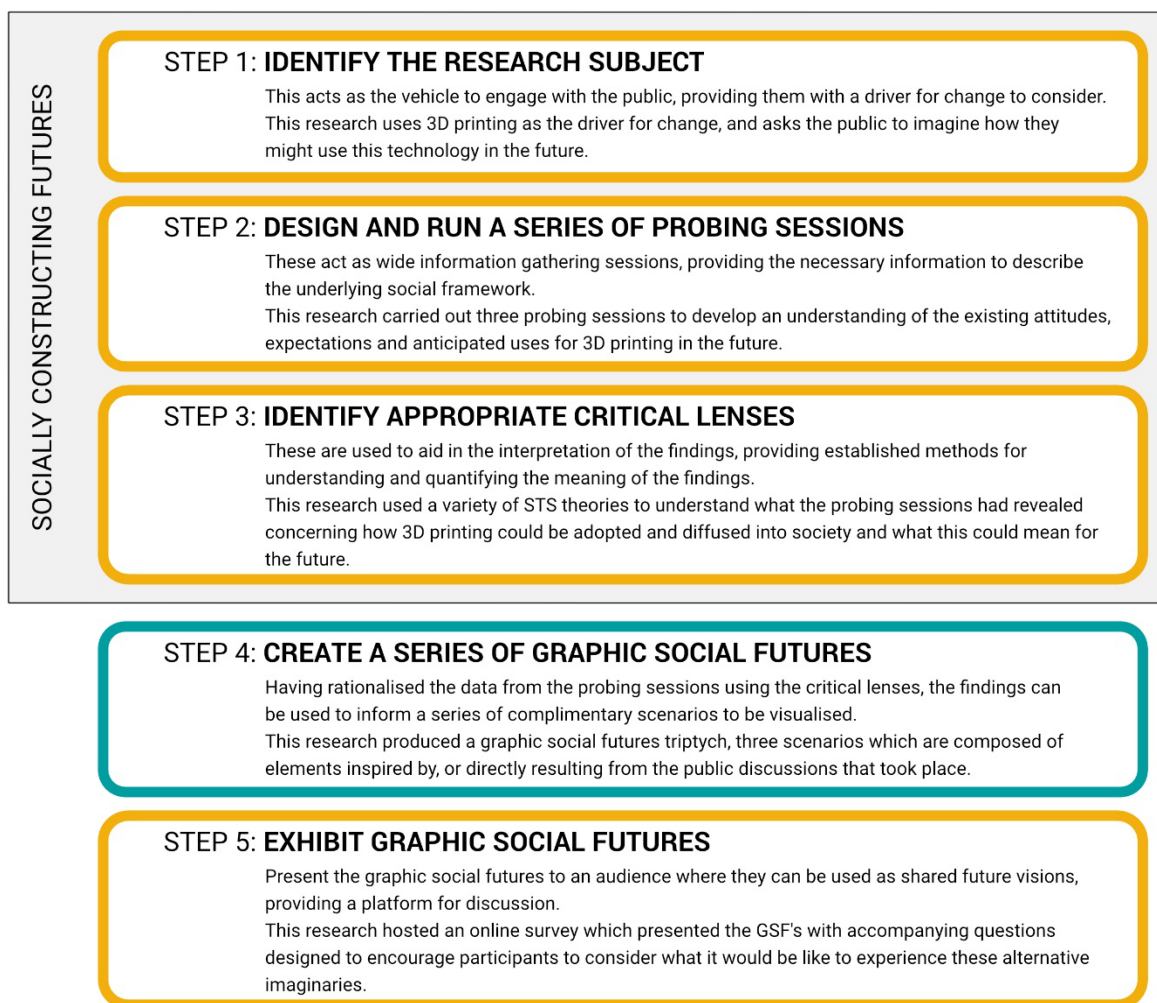 SOCIALLY CONSTRUCTING FUTURES
STEP 1: IDENTIFY THE RESEARCH SUBJECT
This acts as the vehicle to engage with the public, providing them with a driver for change to consider.
This research uses 3D printing as the driver for change, and asks the public to imagine how they
might use this technology in the future.
STEP 2: DESIGN AND RUN A SERIES OF PROBING SESSIONS
These act as wide information gathering sessions, providing the necessary information to describe
the underlying social framework.
This research carried out three probing sessions to develop an understanding of the existing attitudes,
expectations and anticipated uses for 3D printing in the future.
STEP 3: IDENTIFY APPROPRIATE CRITICAL LENSES
These are used to aid in the interpretation of the findings, providing established methods for
understanding and quantifying the meaning of the findings.
This research used a variety of STS theories to understand what the probing sessions had revealed
concerning how 3D printing could be adopted and diffused into society and what this could mean for
the future.
STEP 4: CREATE A SERIES OF GRAPHIC SOCIAL FUTURES
Having rationalised the data from the probing sessions using the critical lenses, the findings can
be used to inform a series of complimentary scenarios to be visualised.
This research produced a graphic social futures triptych, three scenarios which are composed of
elements inspired by, or directly resulting from the public discussions that took place.
STEP 5: EXHIBIT GRAPHIC SOCIAL FUTURES
Present the graphic social futures to an audience where they can be used as shared future visions,
providing a platform for discussion.
This research hosted an online survey which presented the GSF's with accompanying questions
designed to encourage participants to consider what it would be like to experience these alternative
imaginaries.